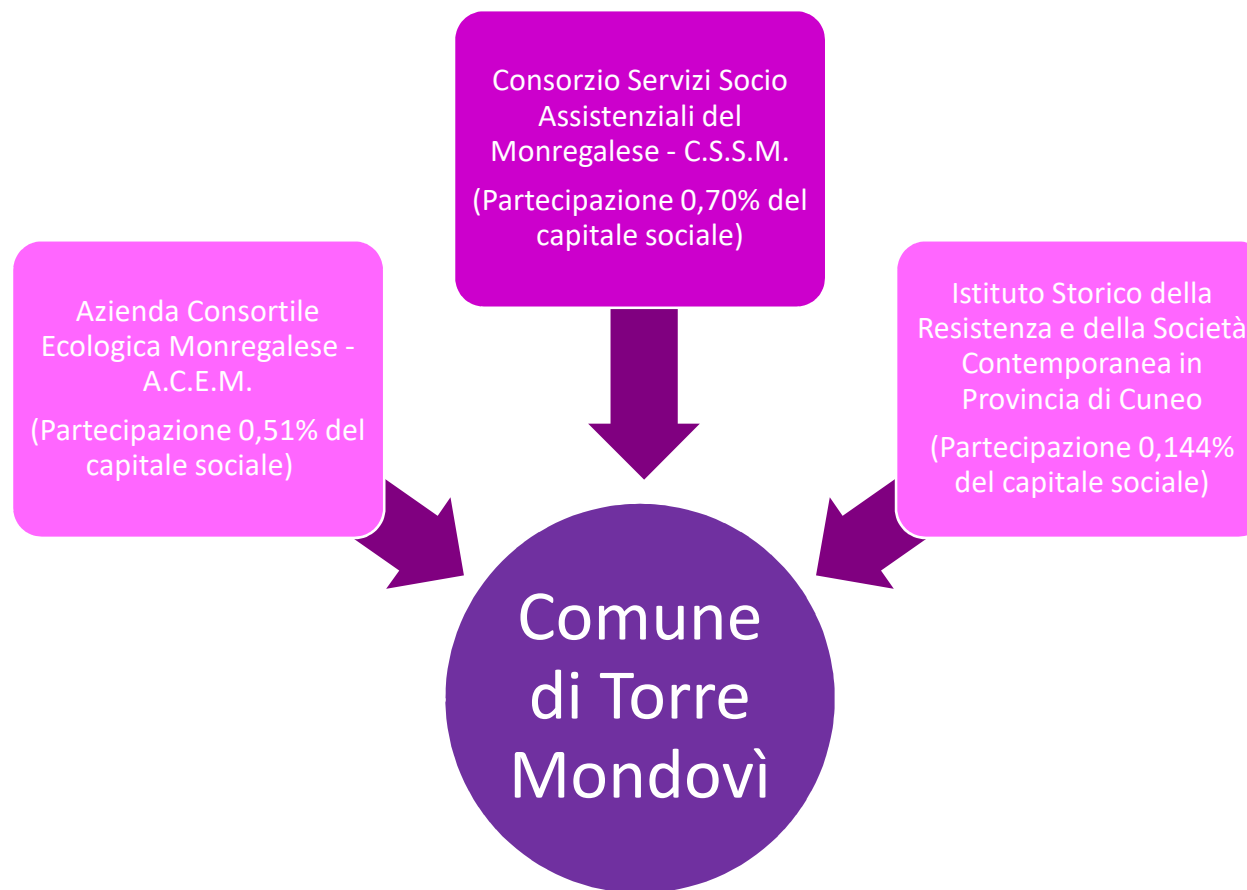 Consorzio Servizi Socio
Assistenziali del
Monregalese - C.S.S.M.
(Partecipazione 0,70% del
capitale sociale)
Azienda Consortile
Ecologica Monregalese -
A.C.E.M.
(Partecipazione 0,51% del
capitale sociale)
Istituto Storico della
Resistenza e della Società
Contemporanea in
Provincia di Cuneo
(Partecipazione 0,144%
del capitale sociale)
Comune
di Torre
Mondovì